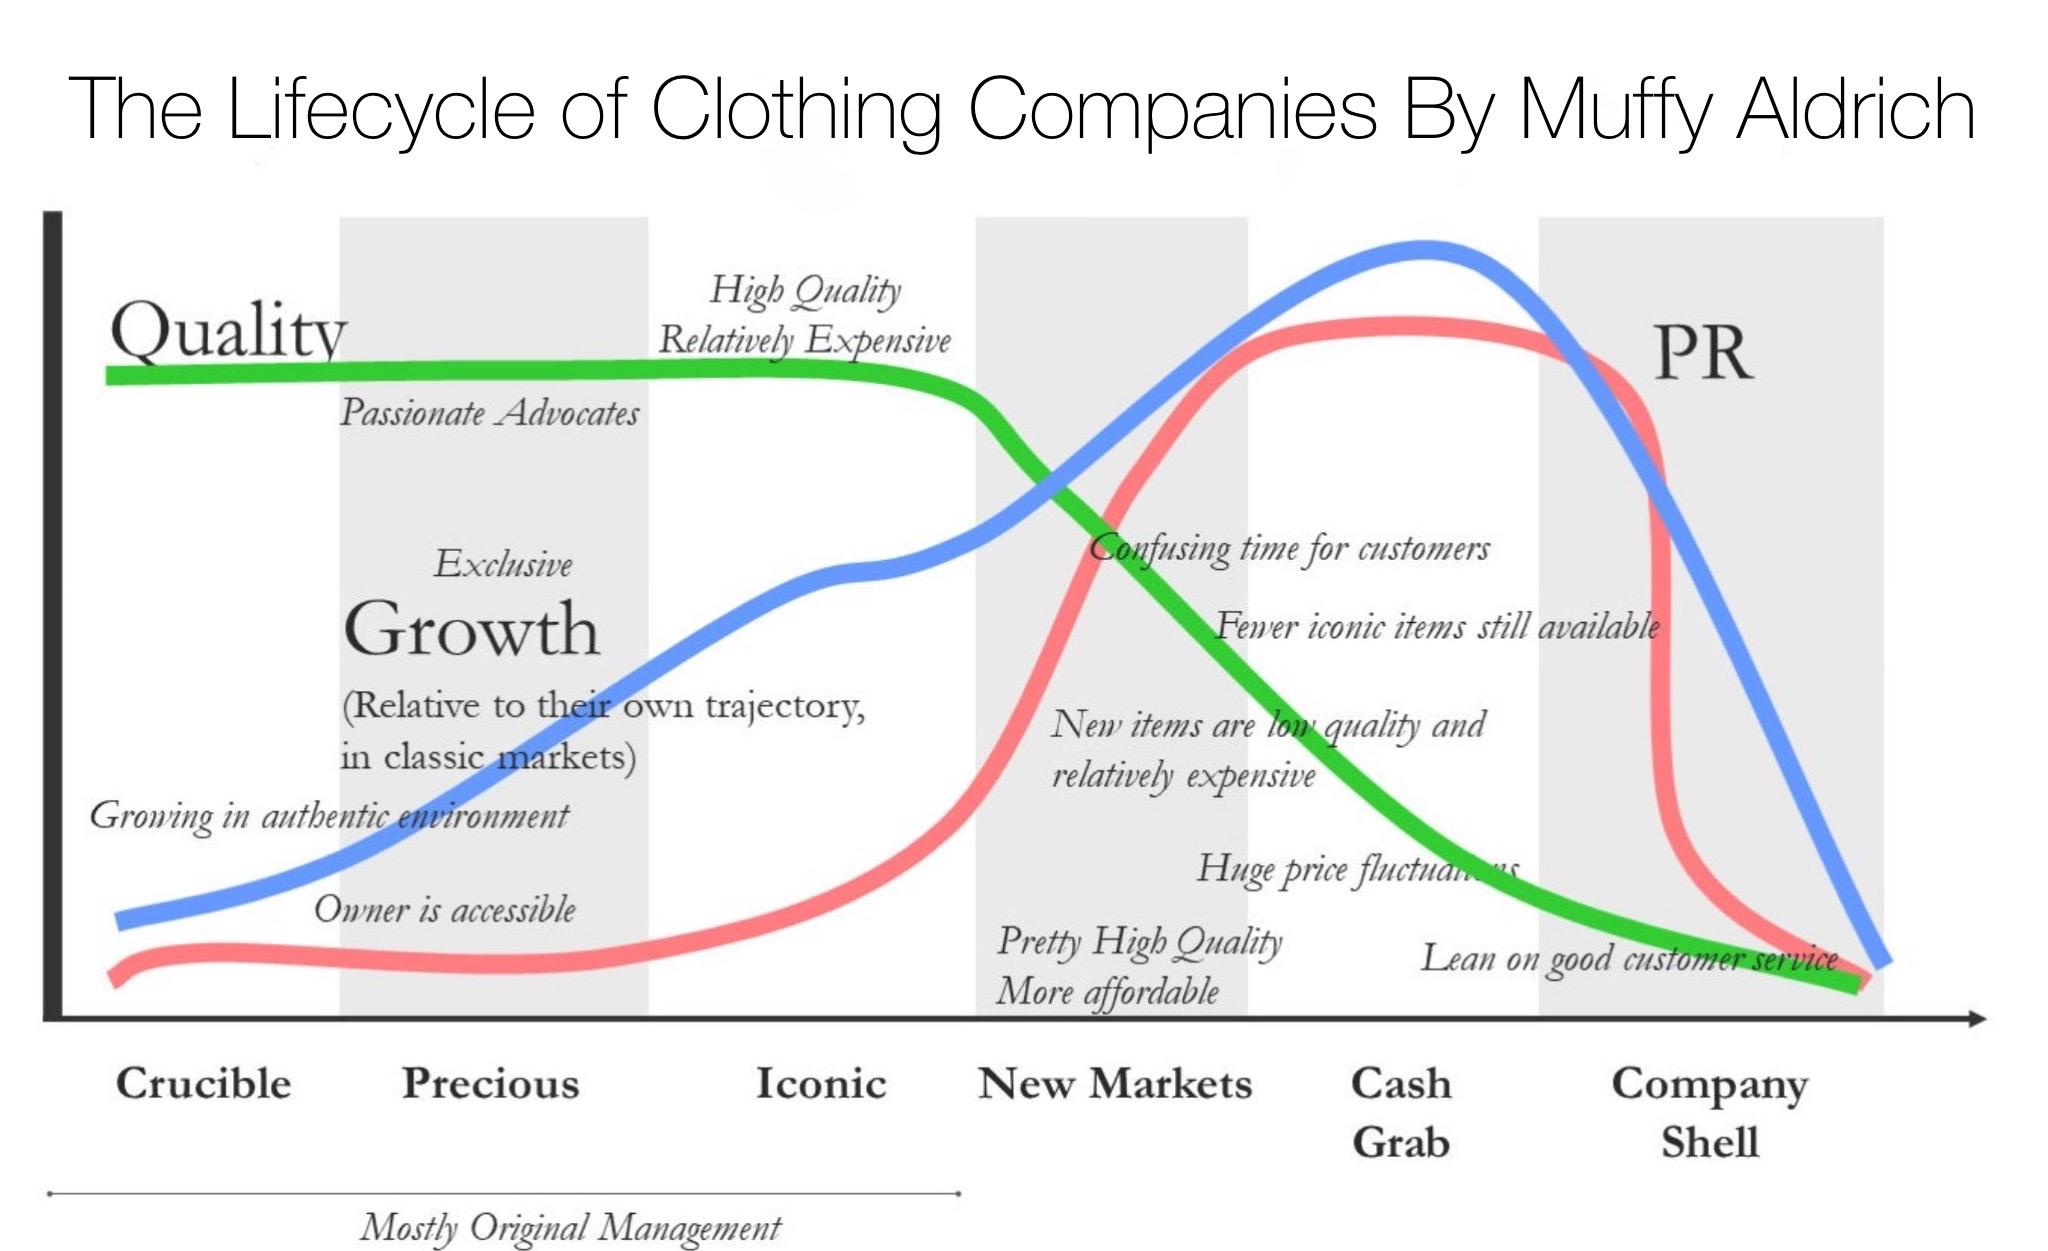 The Lifecycle of Clothing Companies By Muffy Aldrich
Quality
High Quality
Relatively Expensive
PR
Passionate Advocates
Exclusive
Growth
(Relative to their own trajectory,
in classic markets)
Growing in authentic environment
Owner is accessible
Confusing time for customers
Fewer iconic items still available
New items are low quality and
relatively expensive
Huge price fluctuations
Pretty High Quality
More affordable
Lean on good customer service
Crucible
Precious
Iconic
New Markets
Cash
Grab
Company
Shell
Mostly Original Management